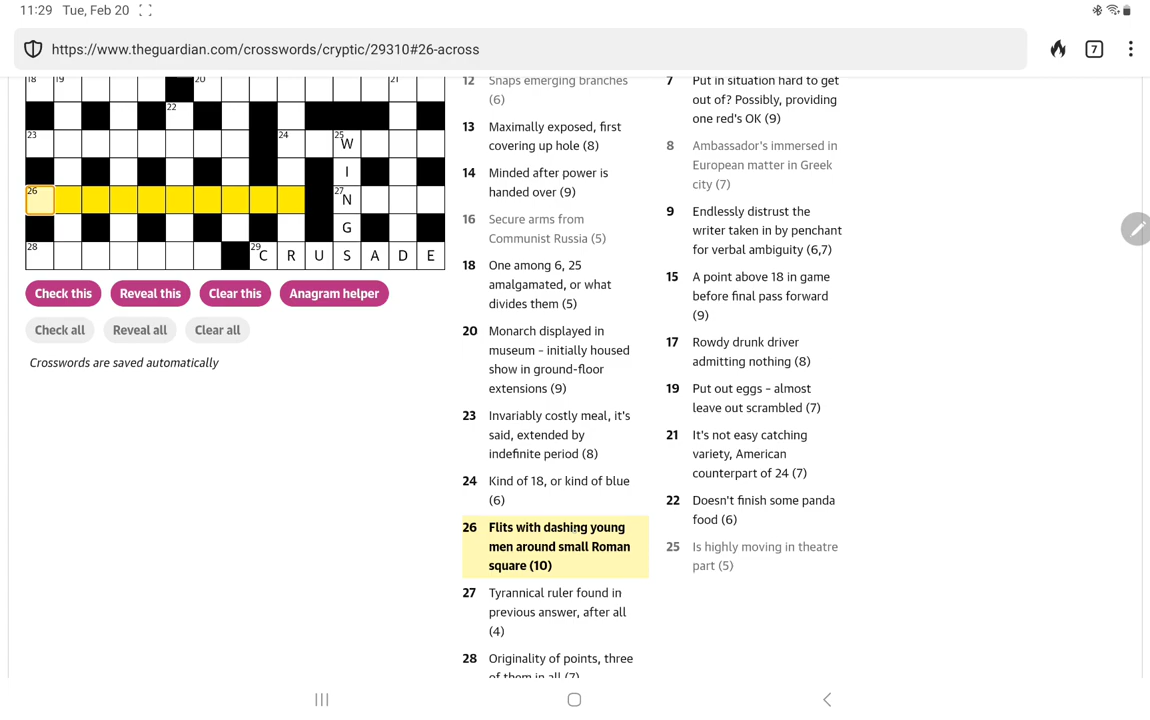 11:29 Tue, Feb 20
https://www.theguardian.com/crosswords/cryptic/29310#26-across
7
18 19 20 21
22
23 24 25 W
I
26 27 N
G
28 29 C R U S A D E
Check this Reveal this Clear this Anagram helper
Check all Reveal all Clear all
Crosswords are saved automatically
12 Snaps emerging branches
(6)
13 Maximally exposed, first
covering up hole (8)
14 Minded after power is
handed over (9)
16 Secure arms from
Communist Russia (5)
18 One among 6, 25
amalgamated, or what
divides them (5)
20 Monarch displayed in
museum - initially housed
show in ground-floor
extensions (9)
23 Invariably costly meal, it's
said, extended by
indefinite period (8)
24 Kind of 18, or kind of blue
(6)
26 Flits with dashing young
men around small Roman
square (10)
27 Tyrannical ruler found in
previous answer, after all
(4)
28 Originality of points, three
of them in all (7)
7 Put in situation hard to get
out of? Possibly, providing
one red's OK (9)
8 Ambassador's immersed in
European matter in Greek
city (7)
9 Endlessly distrust the
writer taken in by penchant
for verbal ambiguity (6,7)
15 A point above 18 in game
before final pass forward
(9)
17 Rowdy drunk driver
admitting nothing (8)
19 Put out eggs - almost
leave out scrambled (7)
21 It's not easy catching
variety, American
counterpart of 24 (7)
22 Doesn't finish some panda
food (6)
25 Is highly moving in theatre
part (5)